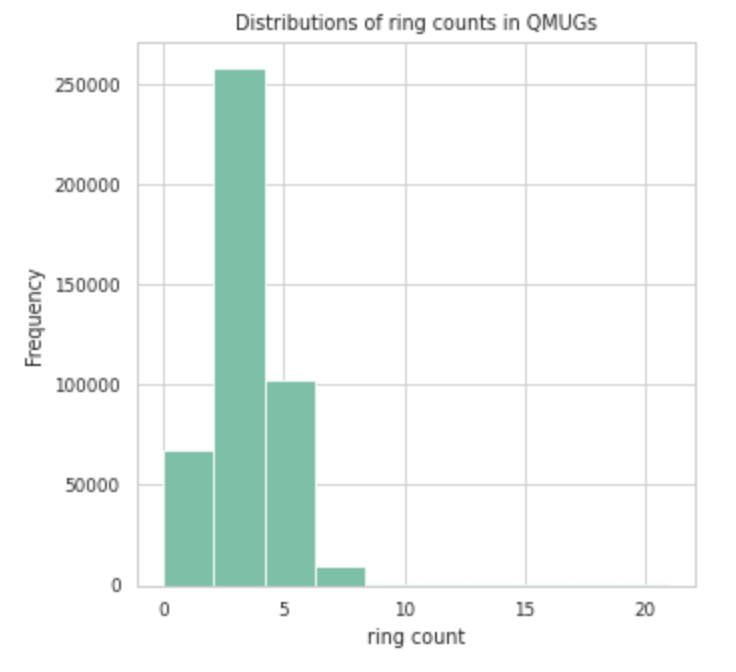 Distributions of ring counts in QMUGs
250000
200000
150000
100000
50000
0
Frequency
0 5 10 15 20
ring count